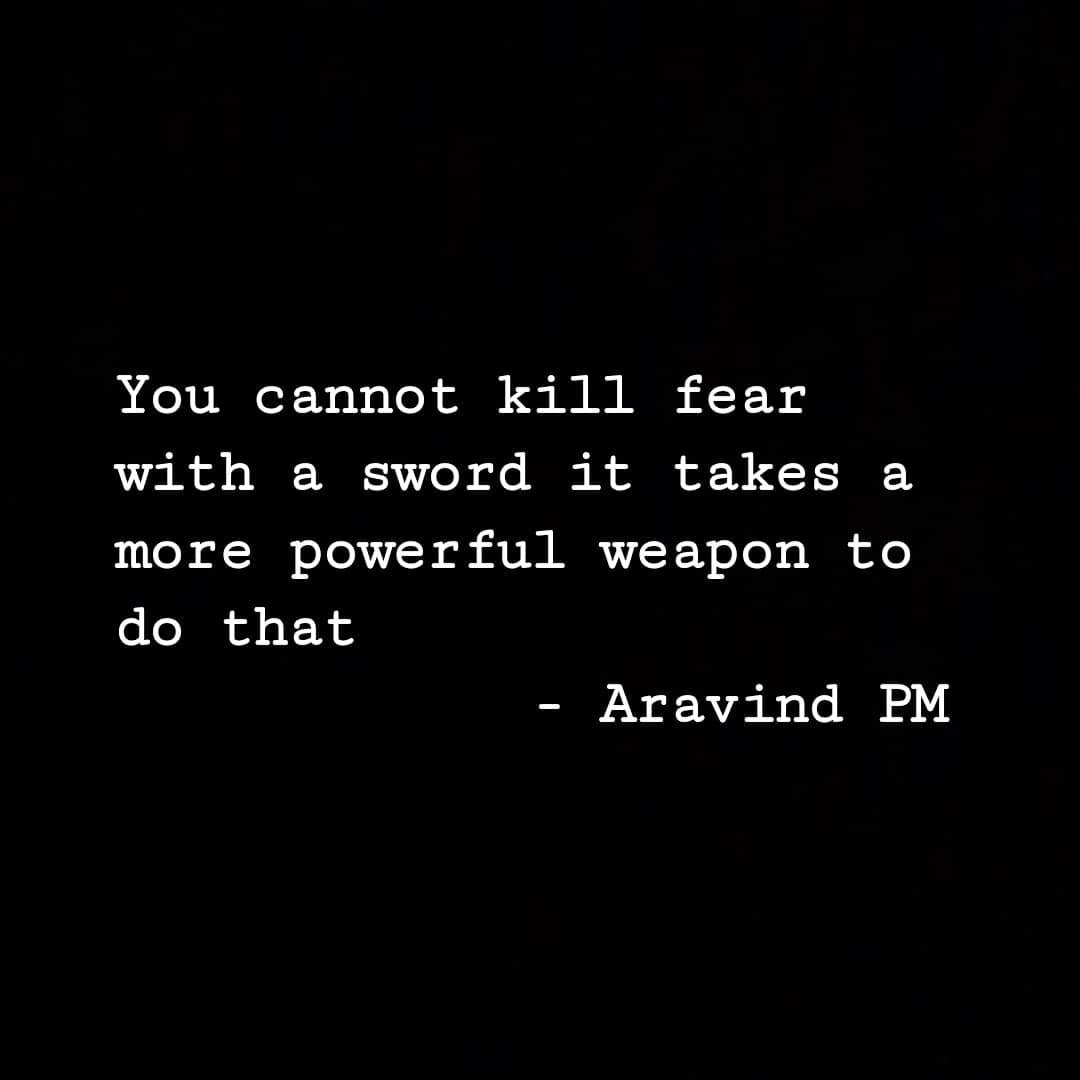 You cannot kill fear
with a sword it takes a
more powerful weapon to
do that
- Aravind PM